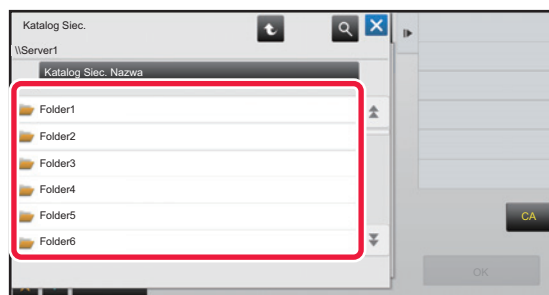 Katalog Siec.
\\Server1
Katalog Siec. Nazwa
Folder1
Folder2
Folder3
Folder4
Folder5
Folder6
CA
OK